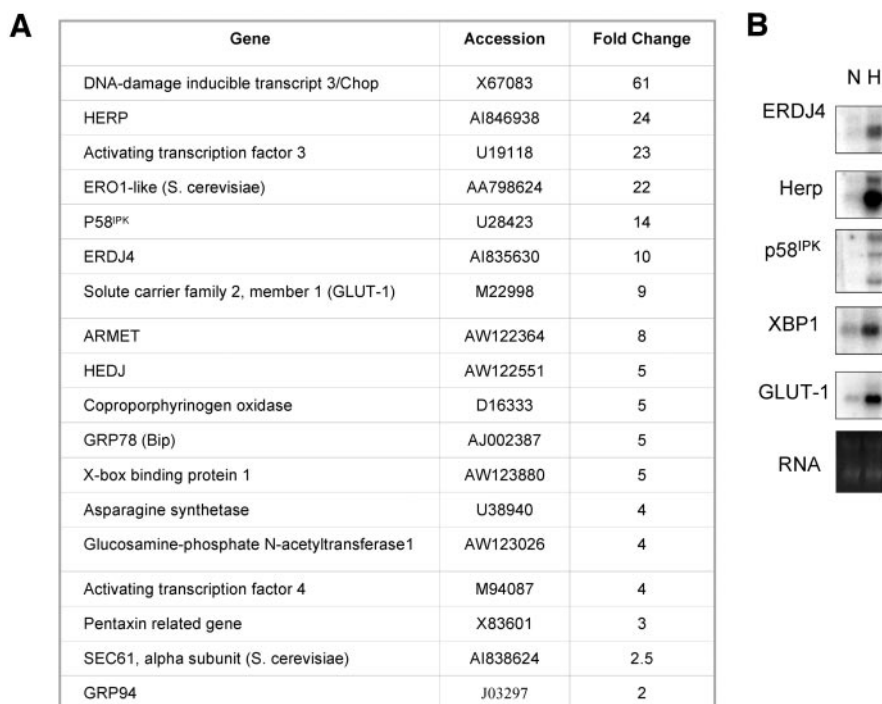 A
Gene Accession Fold Change
DNA-damage inducible transcript 3/Chop X67083 61
HERP AI846938 24
Activating transcription factor 3 U19118 23
ERO1-like (S. cerevisiae) AA798624 22
P58IPK U28423 14
ERDJ4 AI835630 10
Solute carrier family 2, member 1 (GLUT-1) M22998 9
ARMET AW122364 8
HEDJ AW122551 5
Coproporphyrinogen oxidase D16333 5
GRP78 (Bip) AJ002387 5
X-box binding protein 1 AW123880 5
Asparagine synthetase U38940 4
Glucosamine-phosphate N-acetyltransferase1 AW123026 4
Activating transcription factor 4 M94087 4
Pentaxin related gene X83601 3
SEC61, alpha subunit (S. cerevisiae) AI838624 2.5
GRP94 J03297 2
B
N H
ERDJ4
Herp
p58IPK
XBP1
GLUT-1
RNA